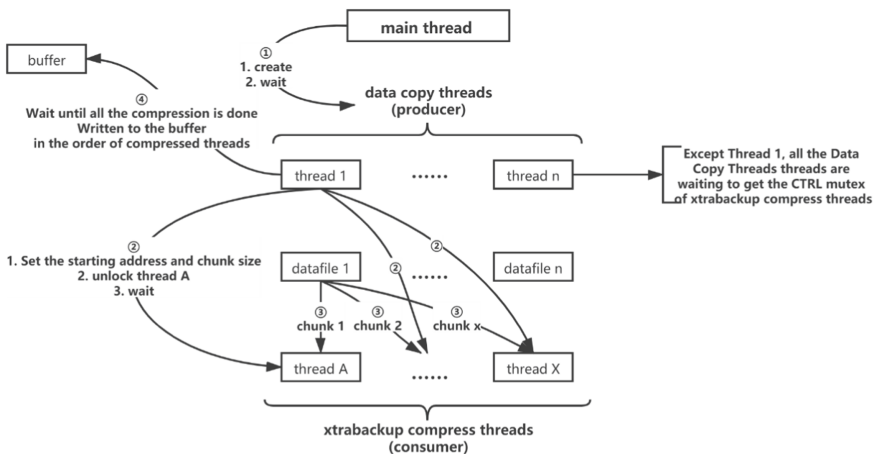 main thread
buffer
①
1. create
2. wait
data copy threads
(producer)
④
Wait until all the compression is done
Written to the buffer
in the order of compressed threads
thread 1
......
thread n
Except Thread 1, all the Data
Copy Threads threads are
waiting to get the CTRL mutex
of xtrabackup compress threads
②
1. Set the starting address and chunk size
2. unlock thread A
3. wait
②
②
datafile 1
......
datafile n
③
chunk 1
③
chunk 2
③
chunk x
thread A
......
thread X
xtrabackup compress threads
(consumer)